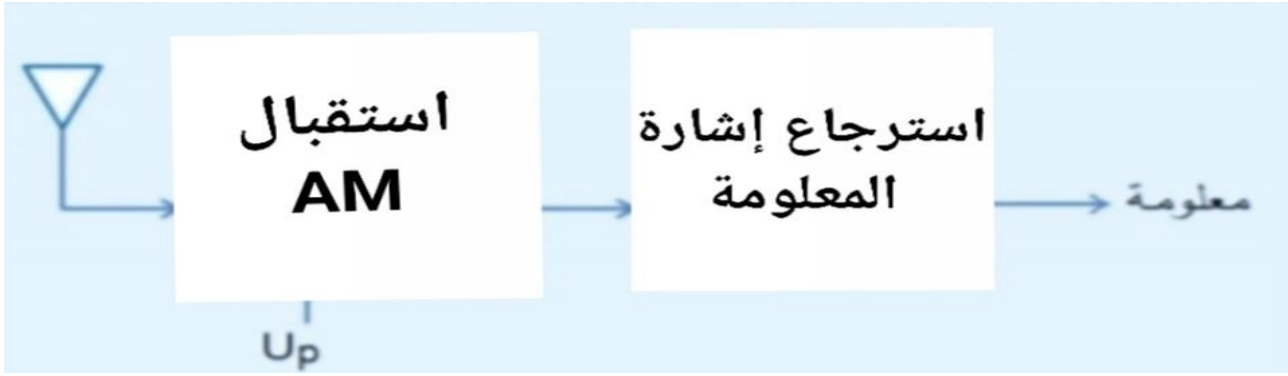 استقبال
AM
استرجاع إشارة
المعلومة
معلومة
Up